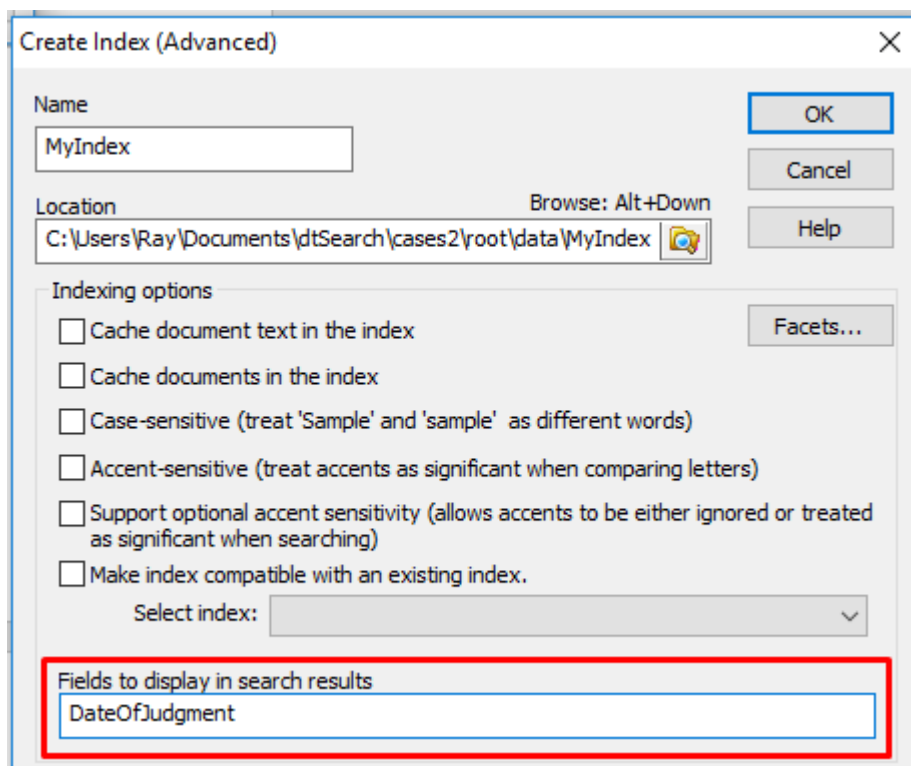 Create Index (Advanced)
Name
OK
MyIndex
Cancel
Location
Browse: Alt+Down
C:\Users\Ray\Documents\dtSearch\cases2\root\data\MyIndex
Help
Indexing options
Cache document text in the index
Facets...
Cache documents in the index
Case-sensitive (treat 'Sample' and 'sample' as different words)
Accent-sensitive (treat accents as significant when comparing letters)
Support optional accent sensitivity (allows accents to be either ignored or treated
as significant when searching)
Make index compatible with an existing index.
Select index:
Fields to display in search results
DateOfJudgment